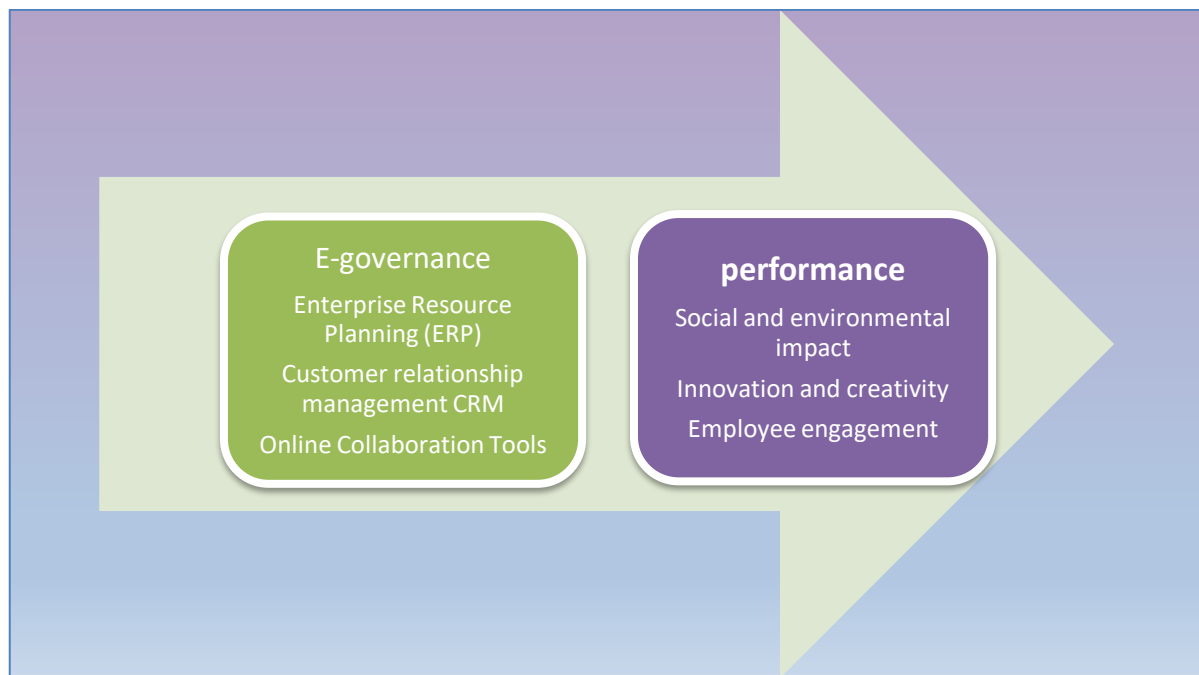 E-governance
Enterprise Resource
Planning (ERP)
Customer relationship
management CRM
Online Collaboration Tools
performance
Social and environmental
impact
Innovation and creativity
Employee engagement